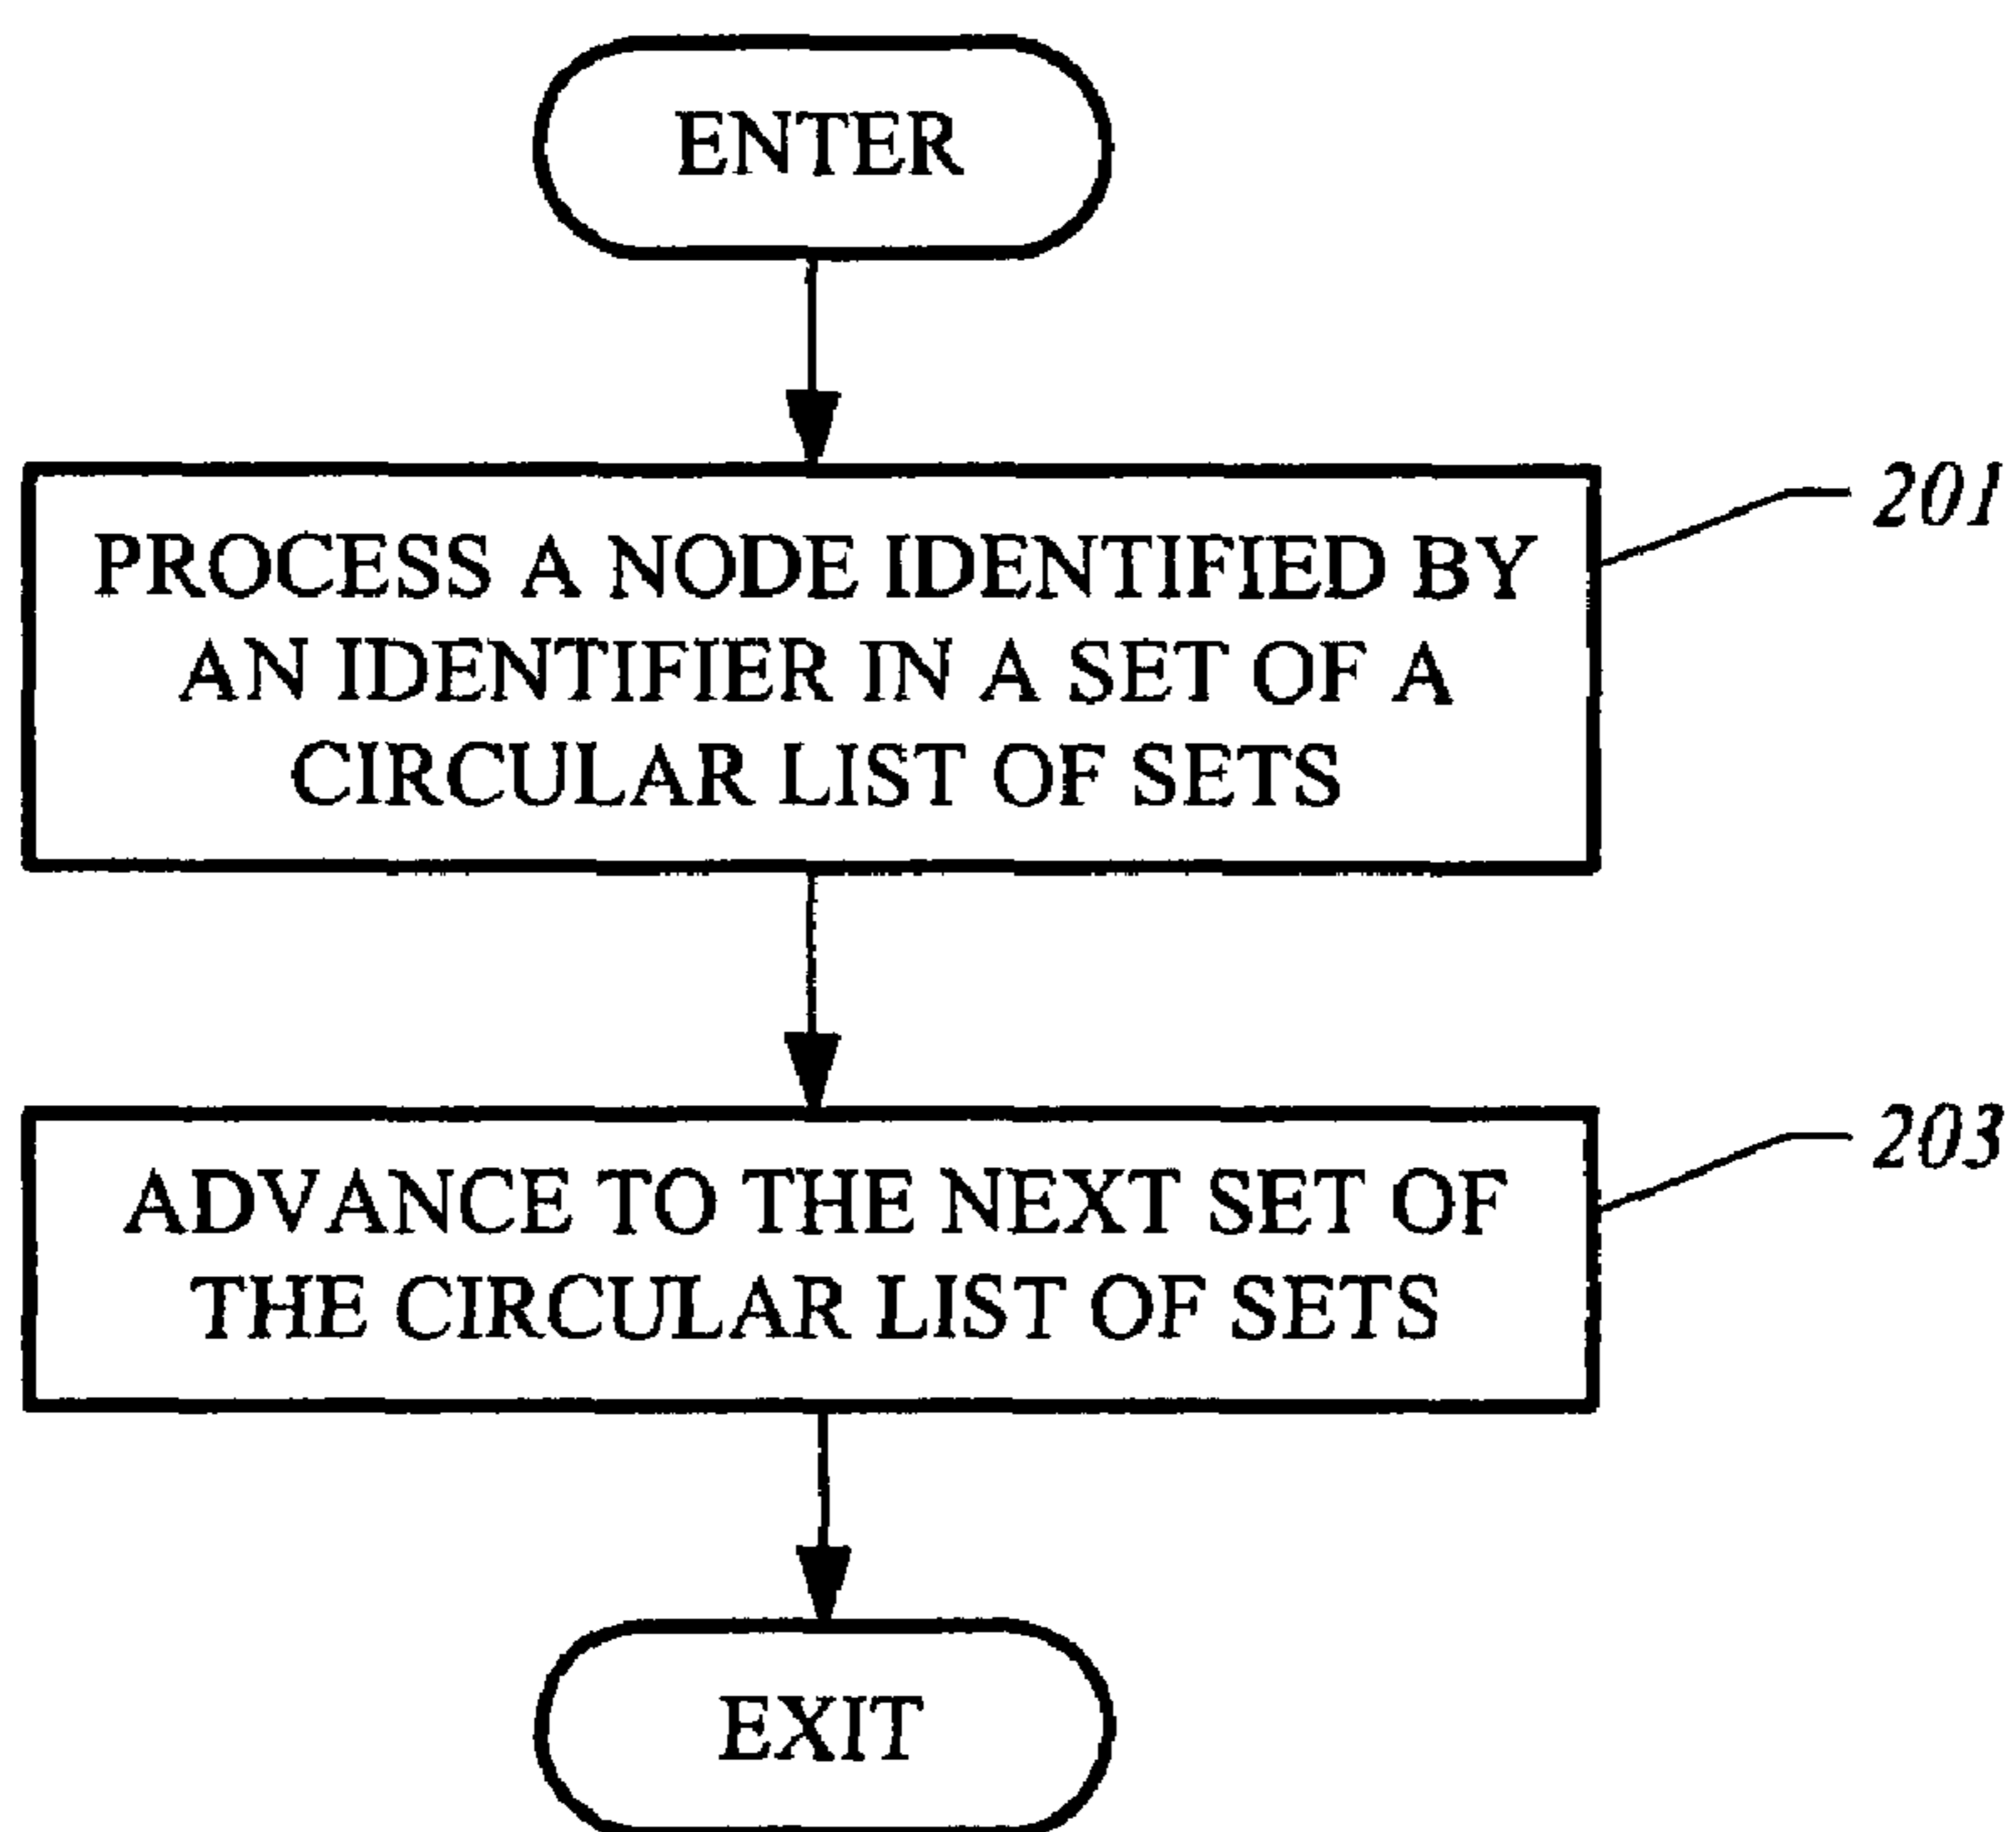 ENTER
PROCESS A NODE IDENTIFIED BY
AN IDENTIFIER IN A SET OF A
CIRCULAR LIST OF SETS
201
ADVANCE TO THE NEXT SET OF
THE CIRCULAR LIST OF SETS
203
EXIT